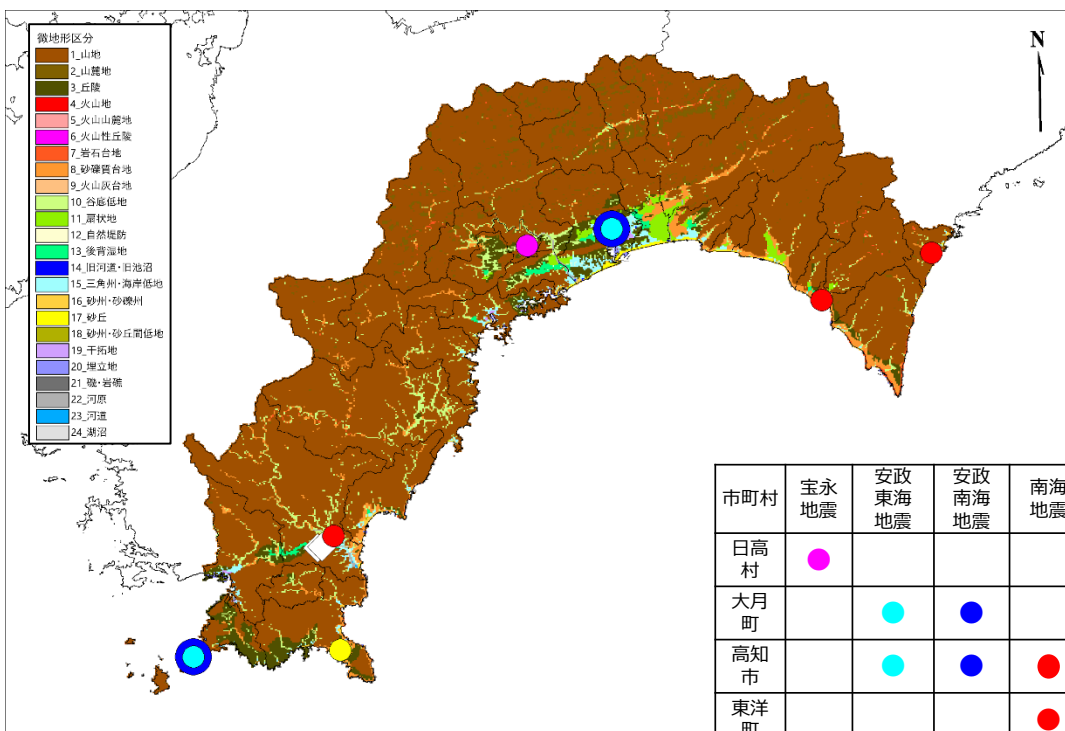 微地形区分
1_山地
2_山麓地
3_丘陵
4_火山地
5_火山山麓地
6_火山性丘陵
7_岩石台地
8_砂礫質台地
9_火山灰台地
10_谷底低地
11_扇状地
12_自然堤防
13_後背湿地
14_旧河道・旧池沼
15_三角州・海岸低地
16_砂州・砂礫州
17_砂丘
18_砂州・砂丘間低地
19_干拓地
20_埋立地
21_磯・岩礁
22_河原
23_河道
24_湖沼
N
市町村
宝永
地震
安政
東海
地震
安政
南海
地震
南海
地震
日高
村
大月
町
高知
市
東洋
町